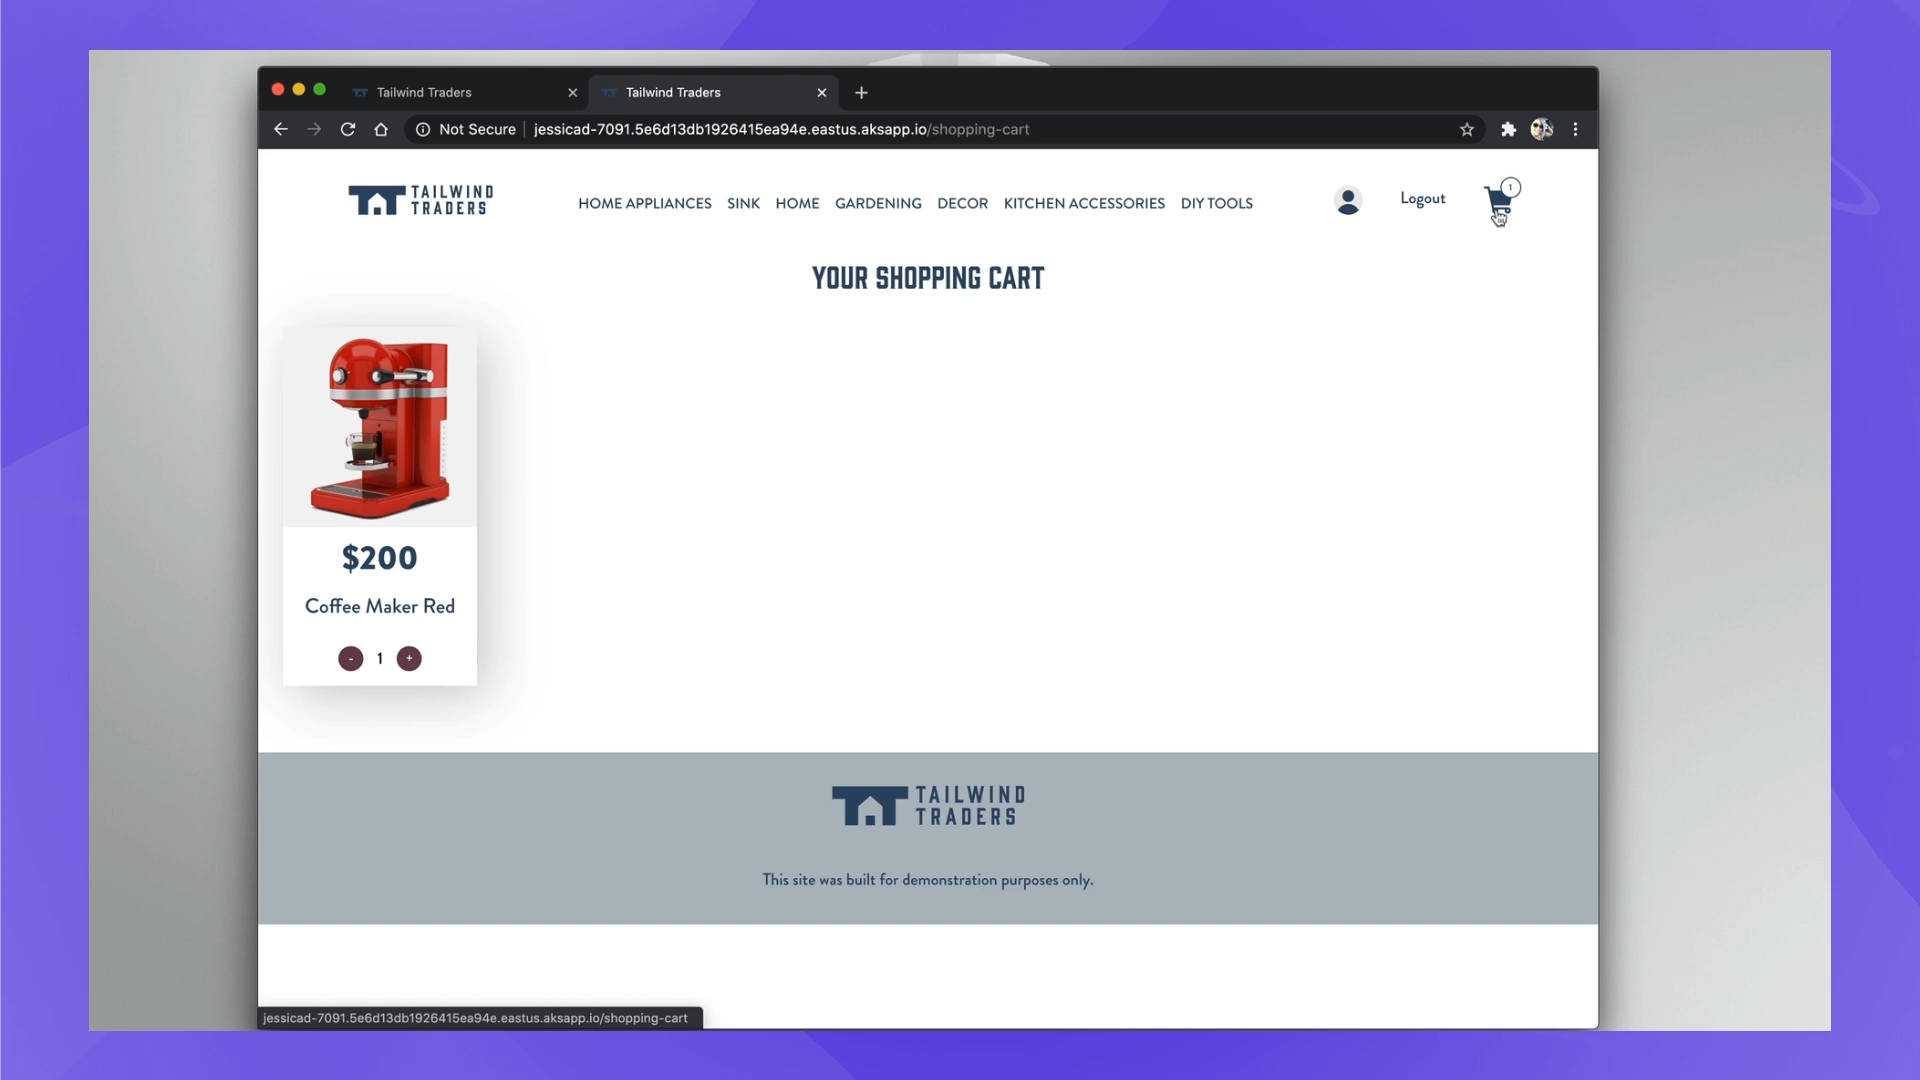 Tailwind Traders
Tailwind Traders
Not Secure
jessicad-7091.5e6d13db1926415ea94e.eastus.aksapp.io/shopping-cart
TAILWIND
TRADERS
HOME APPLIANCES SINK HOME GARDENING DECOR KITCHEN ACCESSORIES DIY TOOLS
Logout
1
YOUR SHOPPING CART
$200
Coffee Maker Red
- 1 +
TAILWIND
TRADERS
This site was built for demonstration purposes only.
jessicad-7091.5e6d13db1926415ea94e.eastus.aksapp.io/shopping-cart